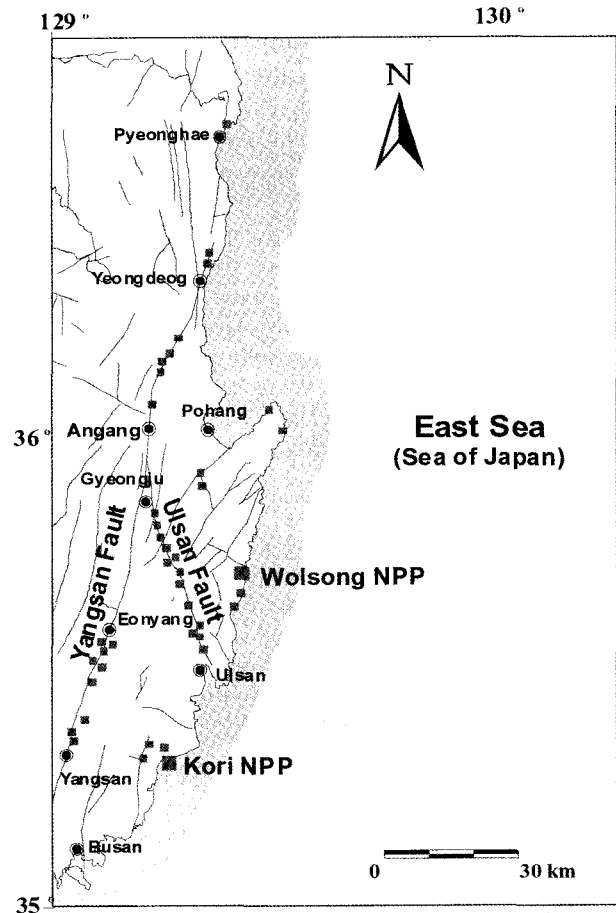 129 °
130 °
N
Pyeonghae
Yeongdeog
Angang
Pohang
36 °
East Sea
(Sea of Japan)
Gyeongju
Ulsan Fault
Yangsan Fault
Wolsong NPP
Eonyang
Ulsan
Kori NPP
Yangsan
Busan
0
30 km
35 °